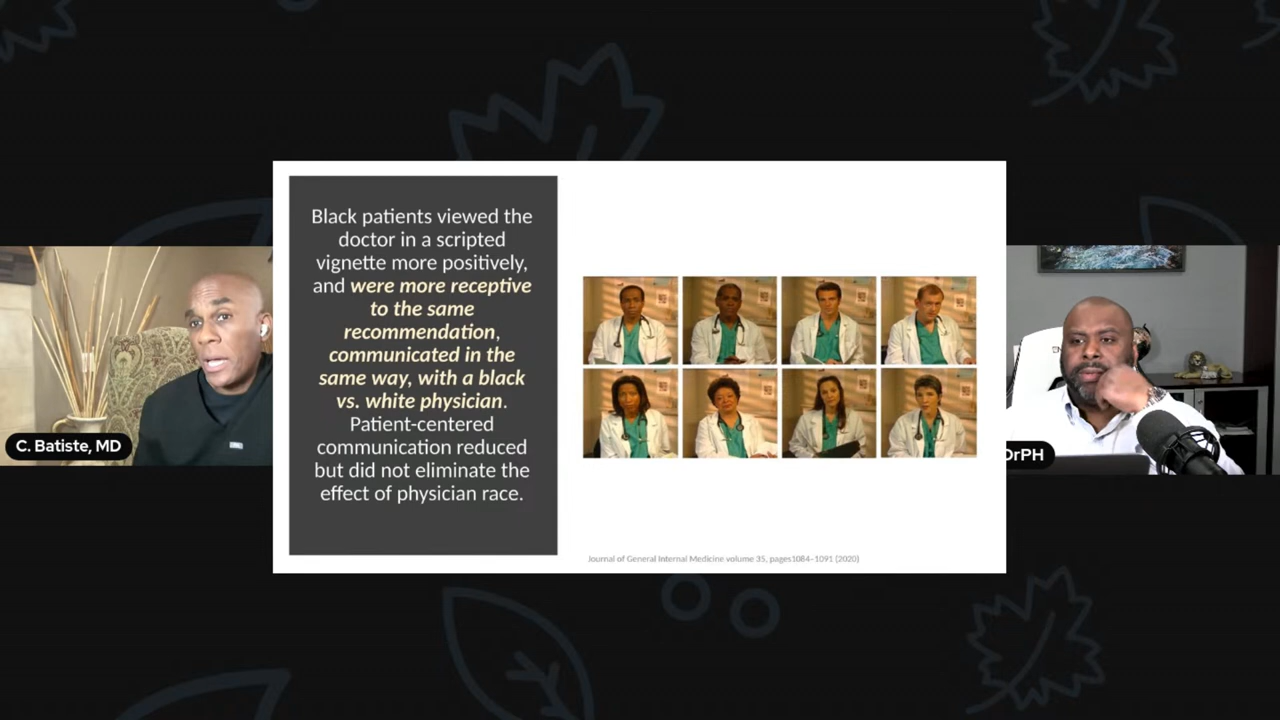 Black patients viewed the
doctor in a scripted
vignette more positively,
and were more receptive
to the same
recommendation,
communicated in the
same way, with a black
vs. white physician.
Patient-centered
communication reduced
but did not eliminate the
effect of physician race.
Journal of General Internal Medicine volume 35, pages1084–1091 (2020)
C. Batiste, MD
DrPH